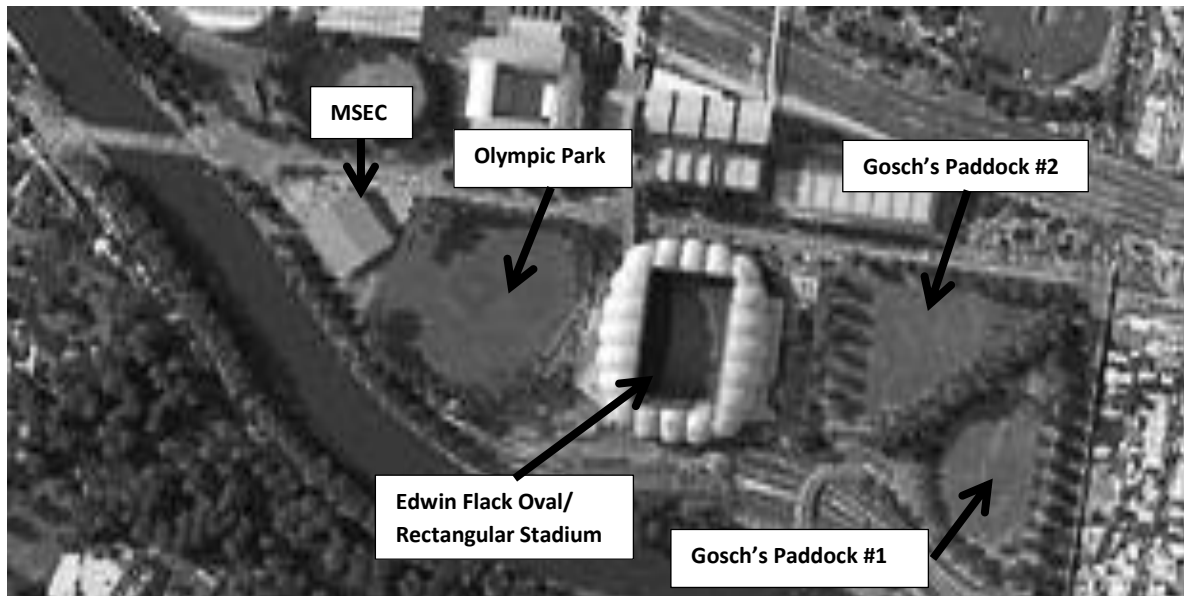 MSEC
Olympic Park
Gosch's Paddock #2
Edwin Flack Oval/
Rectangular Stadium
Gosch's Paddock #1